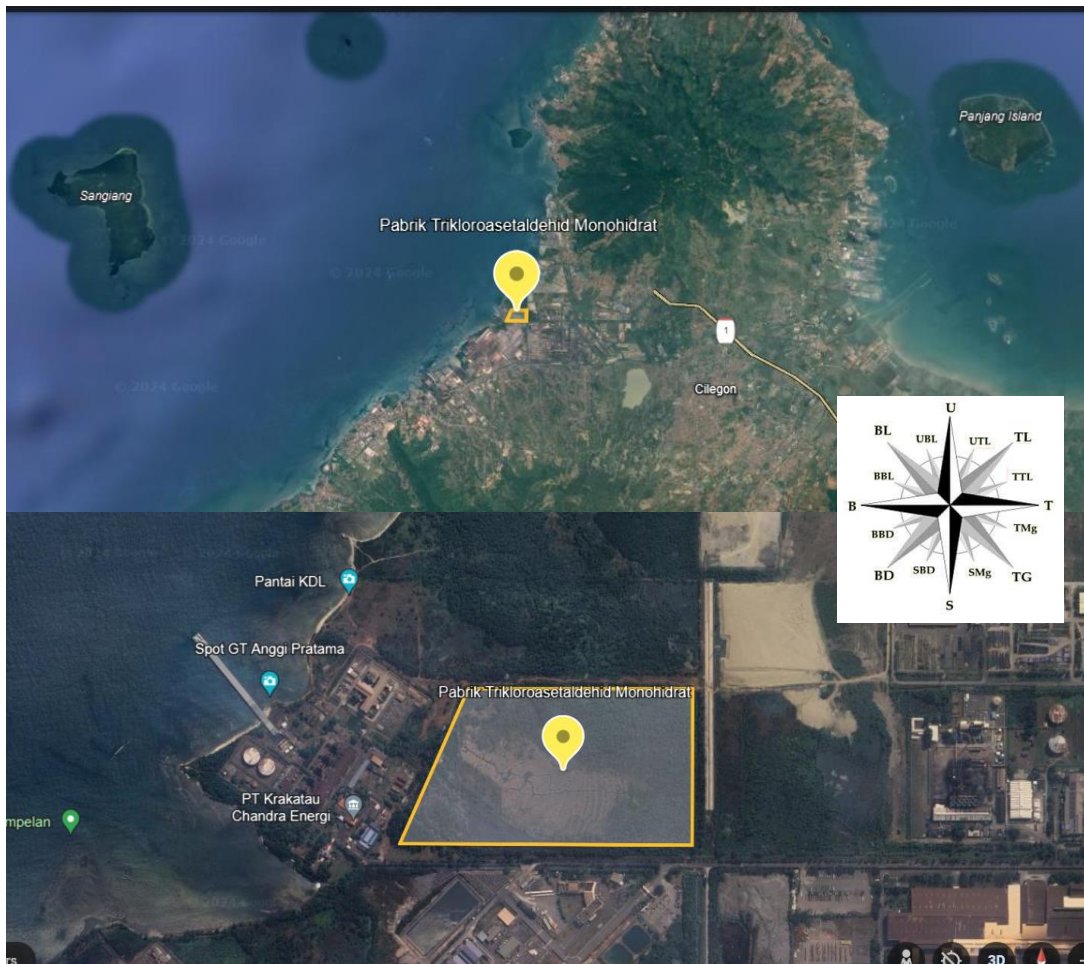 Panjang Island
Sangiang
© 2024 Google
Pabrik Trikloroasetaldehid Monohidrat
© 2024 Google
1
© 2024 Google
Cilegon
U
BL
UBL
UTL
TL
BBL
TTL
B
T
BBD
TMg
BD
SBD
SMg
TG
S
Pantai KDL
Spot GT Anggi Pratama
Pabrik Trikloroasetaldehid Monohidrat
PT Krakatau
Chandra Energi
mpelan
rs
3D